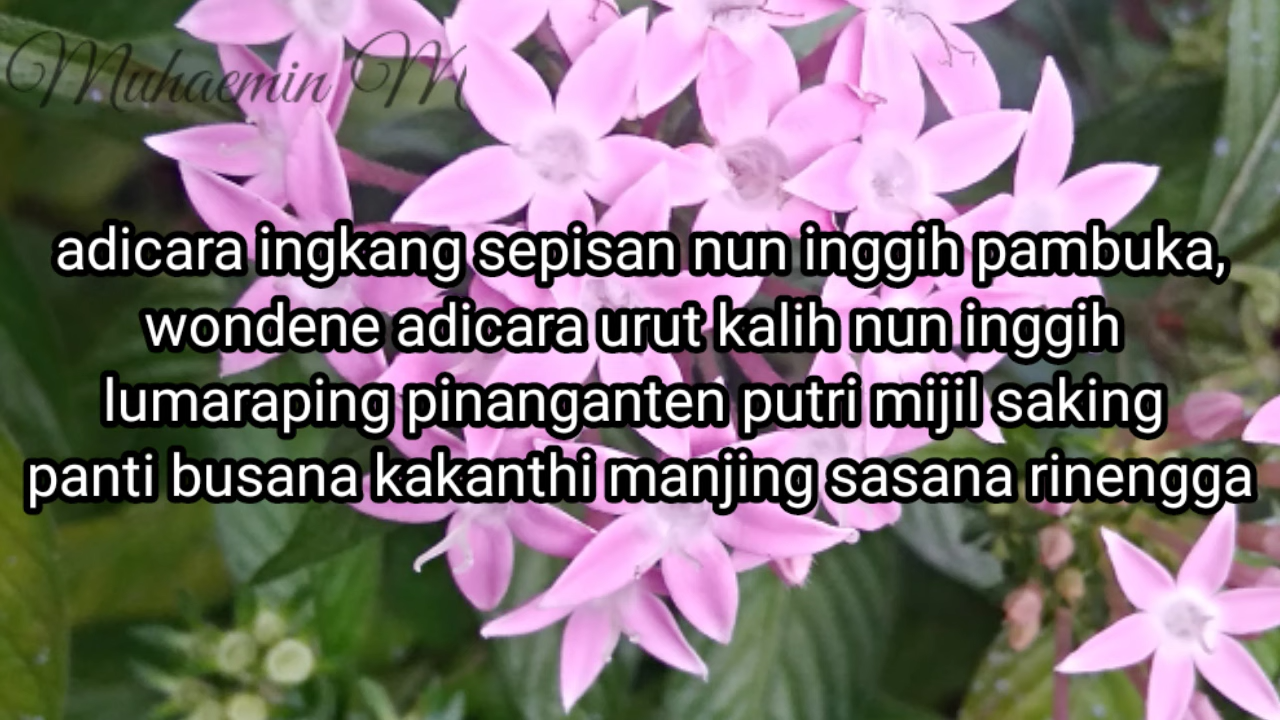 Muhaemin M
adicara ingkang sepisan nun inggih pambuka,
wondene adicara urut kalih nun inggih
lumaraping pinanganten putri mijil saking
panti busana kakanthi manjing sasana rinengga